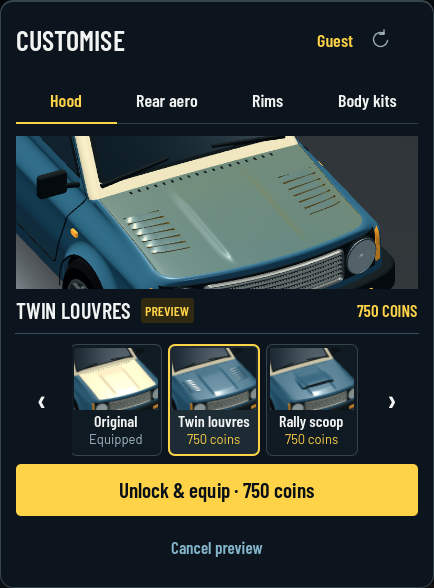 CUSTOMISE
Guest
Hood Rear aero Rims Body kits
TWIN LOUVRES PREVIEW 750 COINS
‹ ›
Original Twin louvres Rally scoop
Equipped 750 coins 750 coins
Unlock & equip · 750 coins
Cancel preview